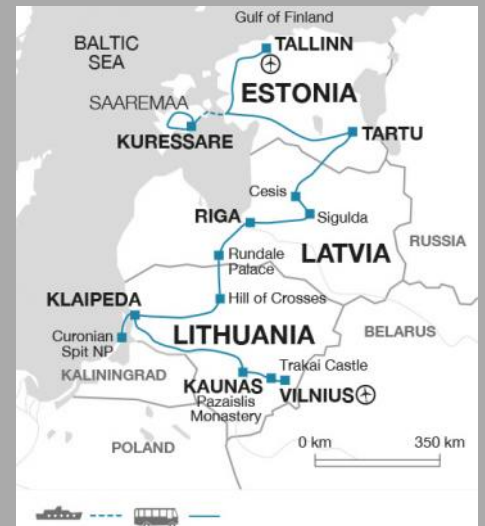 Gulf of Finland
BALTIC
SEA
TALLINN
ESTONIA
SAAREMAA
KURESSARE
TARTU
Cesis
Sigulda
RIGA
LATVIA
RUSSIA
Rundale
Palace
KLAIPEDA
Hill of Crosses
LITHUANIA
BELARUS
Curonian
Spit NP
KALININGRAD
Trakai Castle
KAUNAS
Pazaislis
Monastery
VILNIUS
POLAND
0 km
350 km